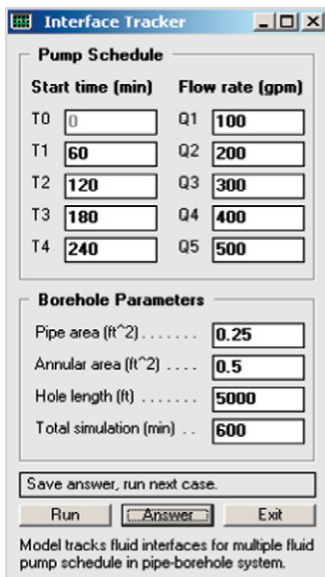 Interface Tracker
Pump Schedule
Start time (min) Flow rate (gpm)
T0 0 Q1 100
T1 60 Q2 200
T2 120 Q3 300
T3 180 Q4 400
T4 240 Q5 500
Borehole Parameters
Pipe area (ft^2) . . . . . . . 0.25
Annular area (ft^2) . . . . 0.5
Hole length (ft) . . . . . . . 5000
Total simulation (min) . . 600
Save answer, run next case.
Run Answer Exit
Model tracks fluid interfaces for multiple fluid
pump schedule in pipe-borehole system.